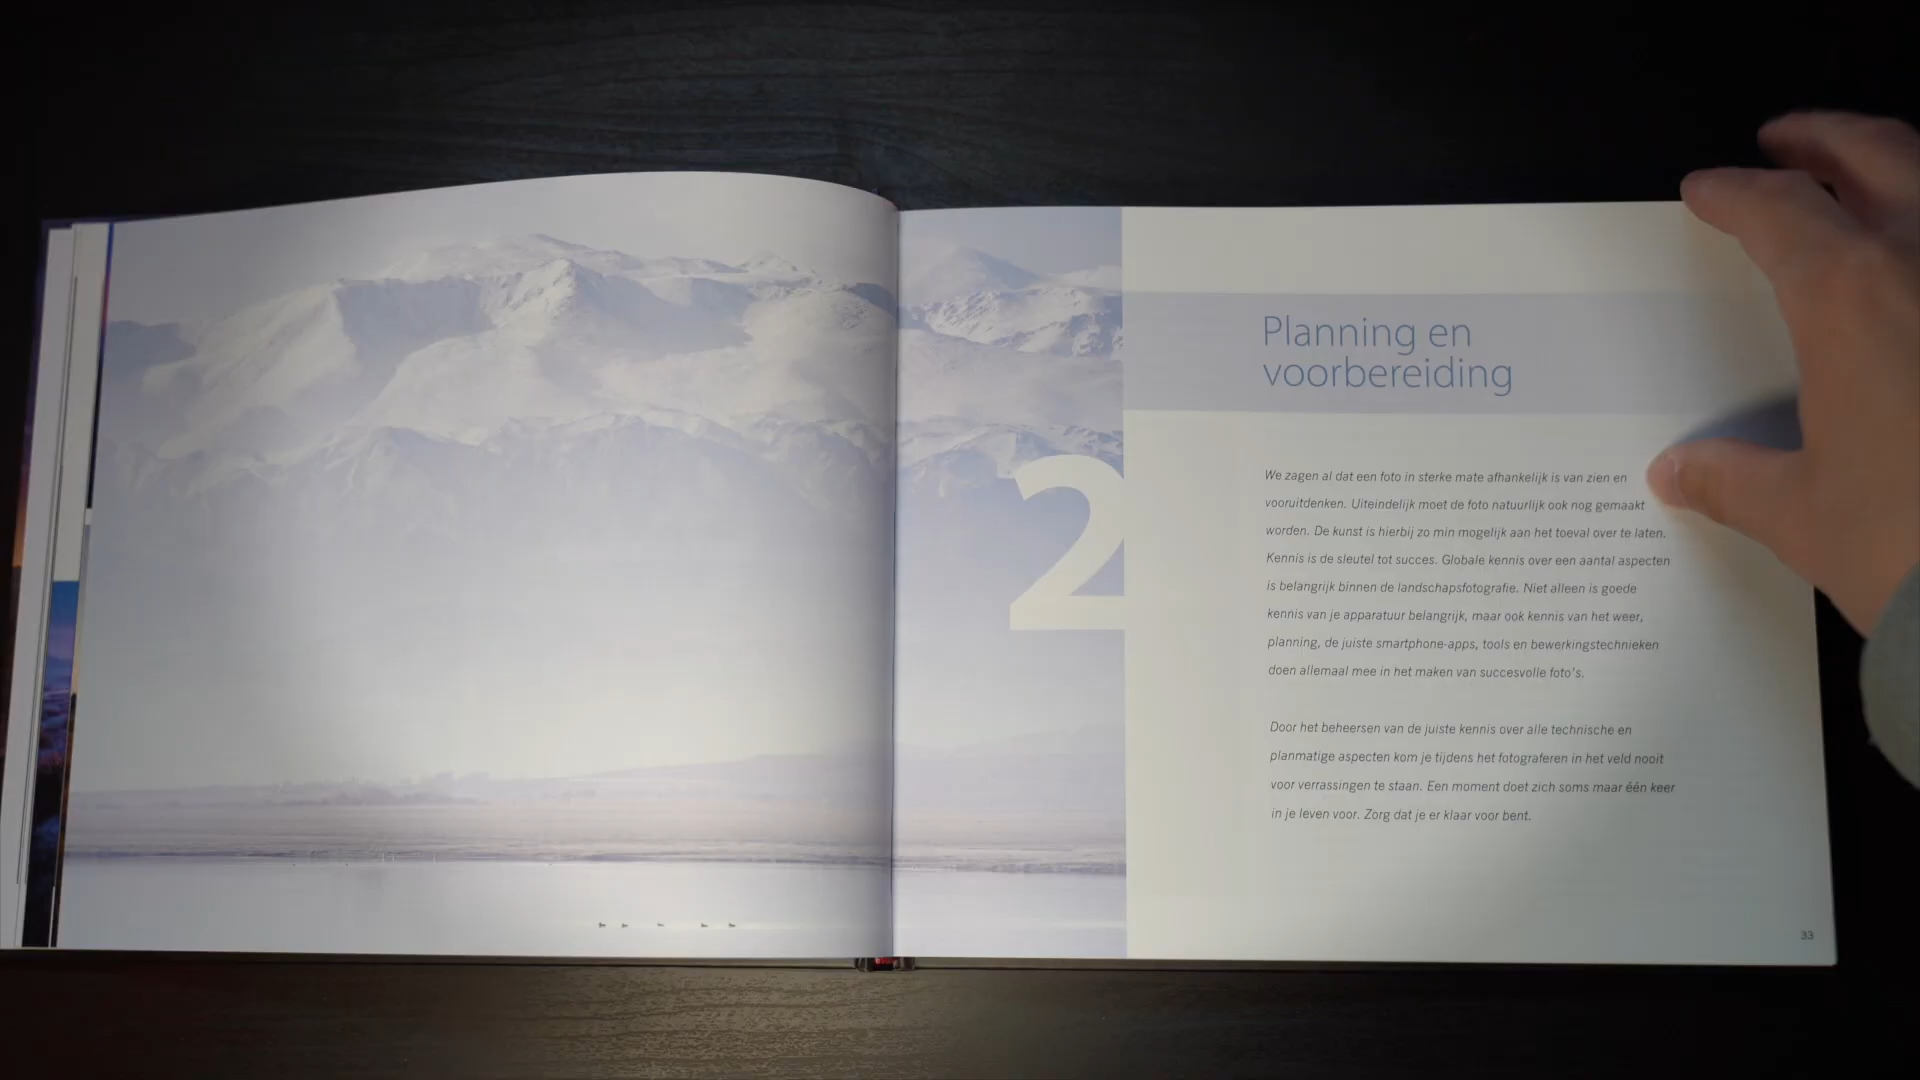 2
Planning en
voorbereiding
We zagen al dat een foto in sterke mate afhankelijk is van zien en
vooruitdenken. Uiteindelijk moet de foto natuurlijk ook nog gemaakt
worden. De kunst is hierbij zo min mogelijk aan het toeval over te laten.
Kennis is de sleutel tot succes. Globale kennis over een aantal aspecten
is belangrijk binnen de landschapsfotografie. Niet alleen is goede
kennis van je apparatuur belangrijk, maar ook kennis van het weer,
planning, de juiste smartphone-apps, tools en bewerkingstechnieken
doen allemaal mee in het maken van succesvolle foto's.
Door het beheersen van de juiste kennis over alle technische en
planmatige aspecten kom je tijdens het fotograferen in het veld nooit
voor verrassingen te staan. Een moment doet zich soms maar één keer
in je leven voor. Zorg dat je er klaar voor bent.
33